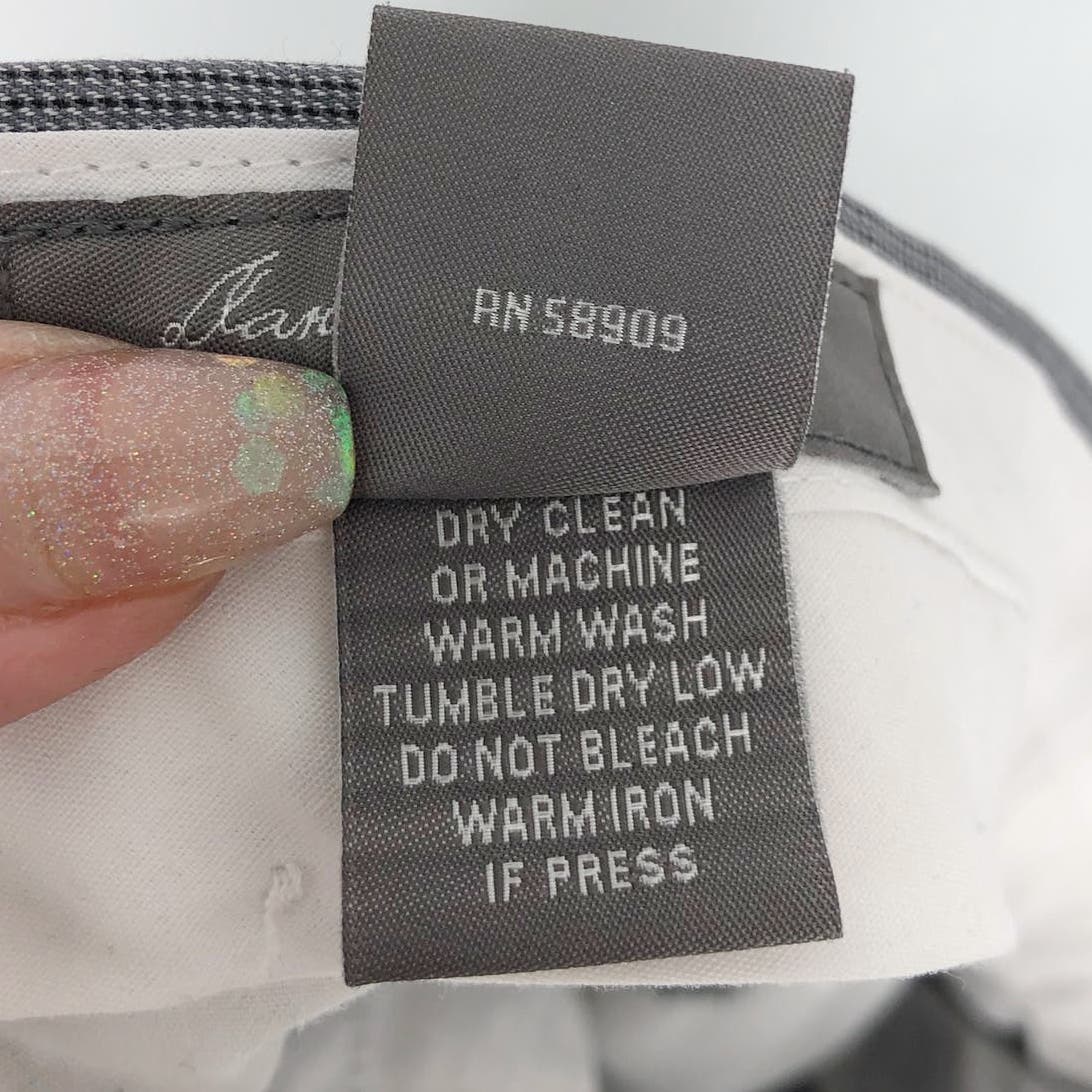 RN 58909
DRY CLEAN
OR MACHINE
WARM WASH
TUMBLE DRY LOW
DO NOT BLEACH
WARM IRON
IF PRESS